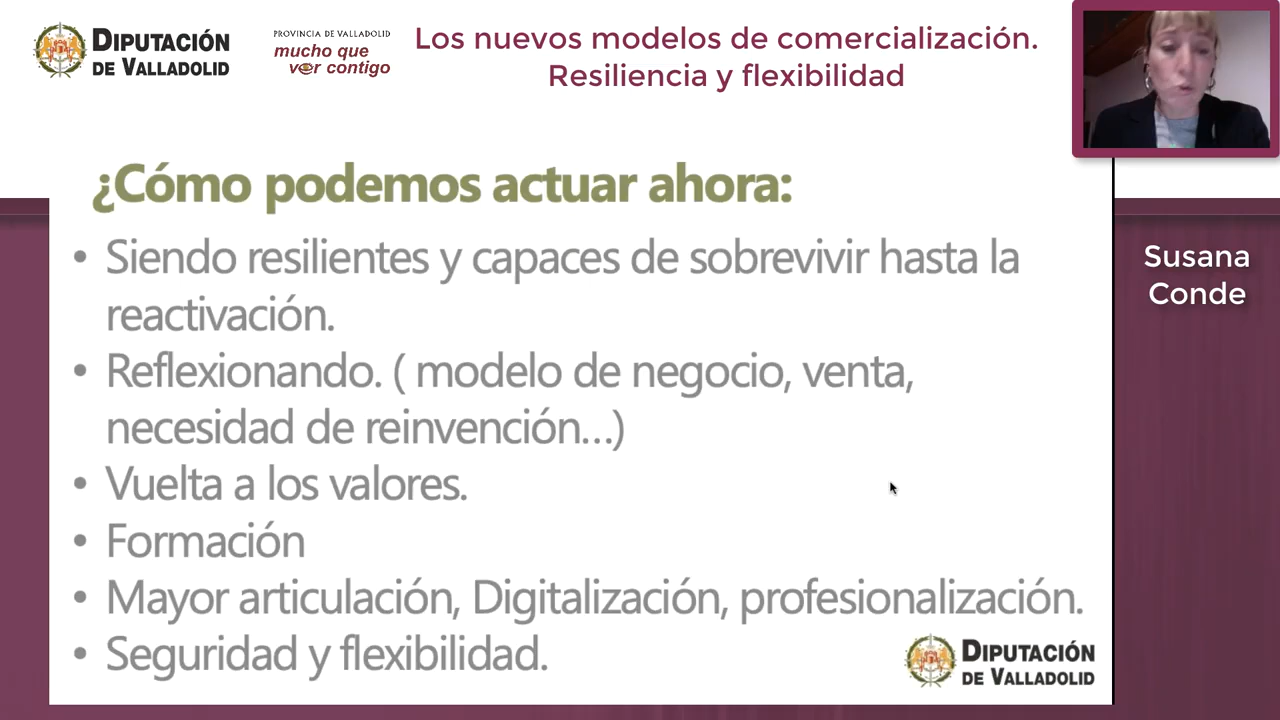 DIPUTACIÓN
DE VALLADOLID
PROVINCIA DE VALLADOLID
mucho que
ver contigo
Los nuevos modelos de comercialización.
Resiliencia y flexibilidad
¿Cómo podemos actuar ahora:
• Siendo resilientes y capaces de sobrevivir hasta la
reactivación.
• Reflexionando. ( modelo de negocio, venta,
necesidad de reinvención...)
• Vuelta a los valores.
• Formación
• Mayor articulación, Digitalización, profesionalización.
• Seguridad y flexibilidad.
Susana
Conde
DIPUTACIÓN
DE VALLADOLID